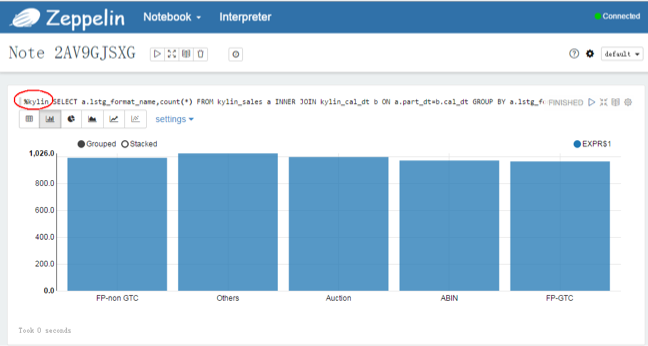 Zeppelin Notebook Interpreter Connected
Note 2AV9GJSXG default
%kylin SELECT a.lstg_format_name,count(*) FROM kylin_sales a INNER JOIN kylin_cal_dt b ON a.part_dt=b.cal_dt GROUP BY a.lstg_f FINISHED
settings
Grouped Stacked EXPR$1
1,026.0
800.0
600.0
400.0
200.0
0.0
FP-non GTC Others Auction ABIN FP-GTC
Took 0 seconds